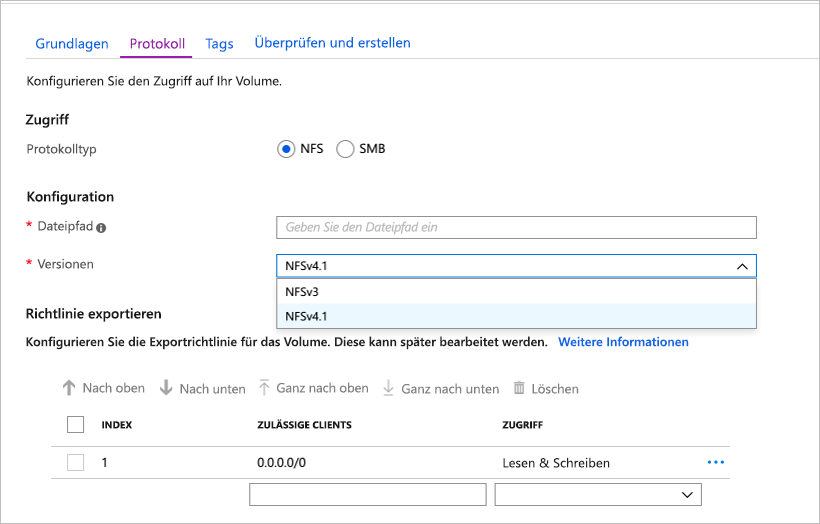 Grundlagen Protokoll Tags Überprüfen und erstellen
Konfigurieren Sie den Zugriff auf Ihr Volume.
Zugriff
Protokolltyp NFS SMB
Konfiguration
* Dateipfad Geben Sie den Dateipfad ein
* Versionen NFSv4.1
NFSv3
NFSv4.1
Richtlinie exportieren
Konfigurieren Sie die Exportrichtlinie für das Volume. Diese kann später bearbeitet werden. Weitere Informationen
Nach oben Nach unten Ganz nach oben Ganz nach unten Löschen
INDEX ZULÄSSIGE CLIENTS ZUGRIFF
1 0.0.0.0/0 Lesen & Schreiben